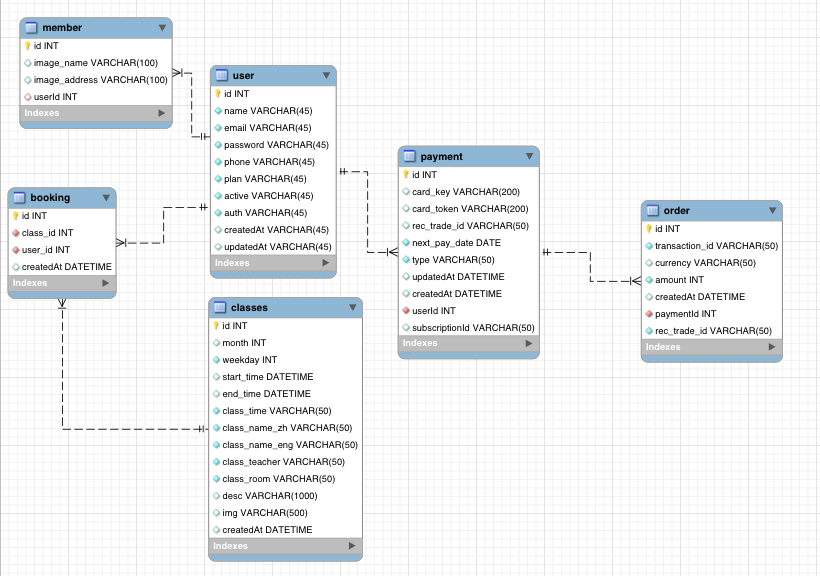 member
id INT
image_name VARCHAR(100)
image_address VARCHAR(100)
userId INT
Indexes
user
id INT
name VARCHAR(45)
email VARCHAR(45)
password VARCHAR(45)
phone VARCHAR(45)
plan VARCHAR(45)
active VARCHAR(45)
auth VARCHAR(45)
createdAt VARCHAR(45)
updatedAt VARCHAR(45)
Indexes
booking
id INT
class_id INT
user_id INT
createdAt DATETIME
Indexes
classes
id INT
month INT
weekday INT
start_time DATETIME
end_time DATETIME
class_time VARCHAR(50)
class_name_zh VARCHAR(50)
class_name_eng VARCHAR(50)
class_teacher VARCHAR(50)
class_room VARCHAR(50)
desc VARCHAR(1000)
img VARCHAR(500)
createdAt DATETIME
Indexes
payment
id INT
card_key VARCHAR(200)
card_token VARCHAR(200)
rec_trade_id VARCHAR(50)
next_pay_date DATE
type VARCHAR(50)
updatedAt DATETIME
createdAt DATETIME
userId INT
subscriptionId VARCHAR(50)
Indexes
order
id INT
transaction_id VARCHAR(50)
currency VARCHAR(50)
amount INT
createdAt DATETIME
paymentId INT
rec_trade_id VARCHAR(50)
Indexes